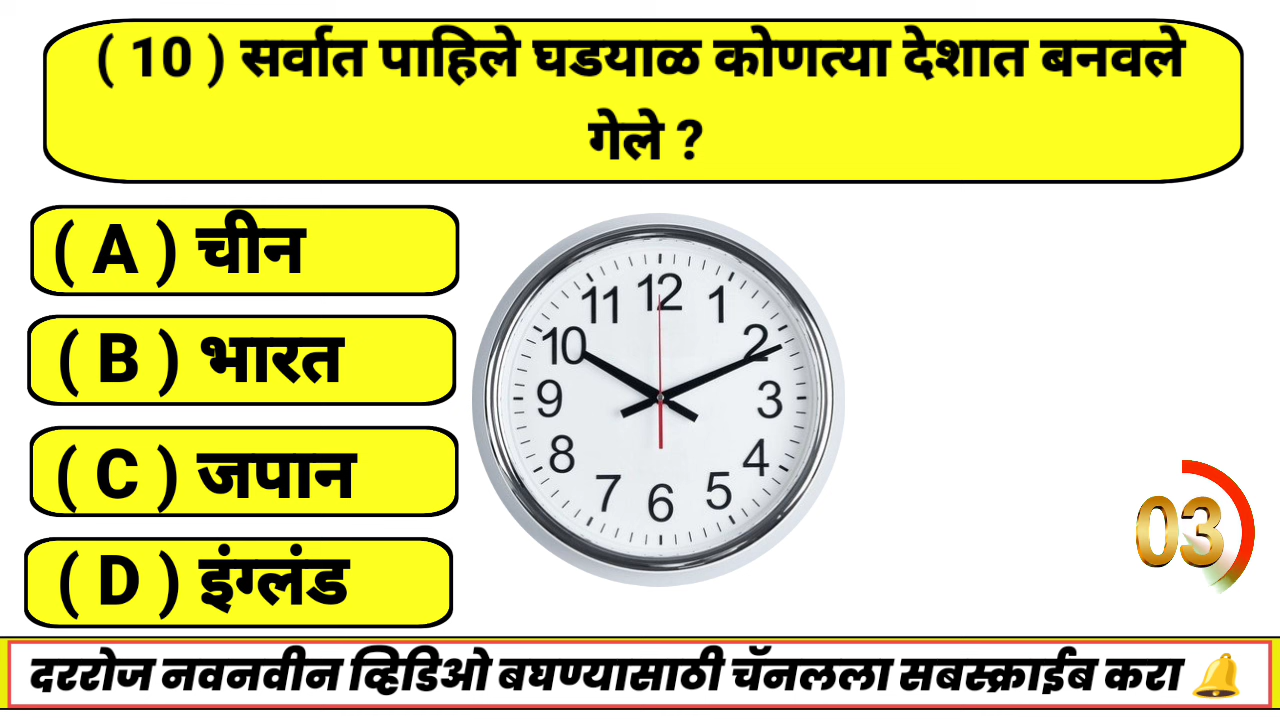 ( 10 ) सर्वात पाहिले घडयाळ कोणत्या देशात बनवले
गेले ?
( A ) चीन
( B ) भारत
( C ) जपान
( D ) इंग्लंड
12
11
1
10
2
9
3
8
4
7
5
6
03
दररोज नवनवीन व्हिडिओ बघण्यासाठी चॅनलला सबस्क्राईब करा 🔔